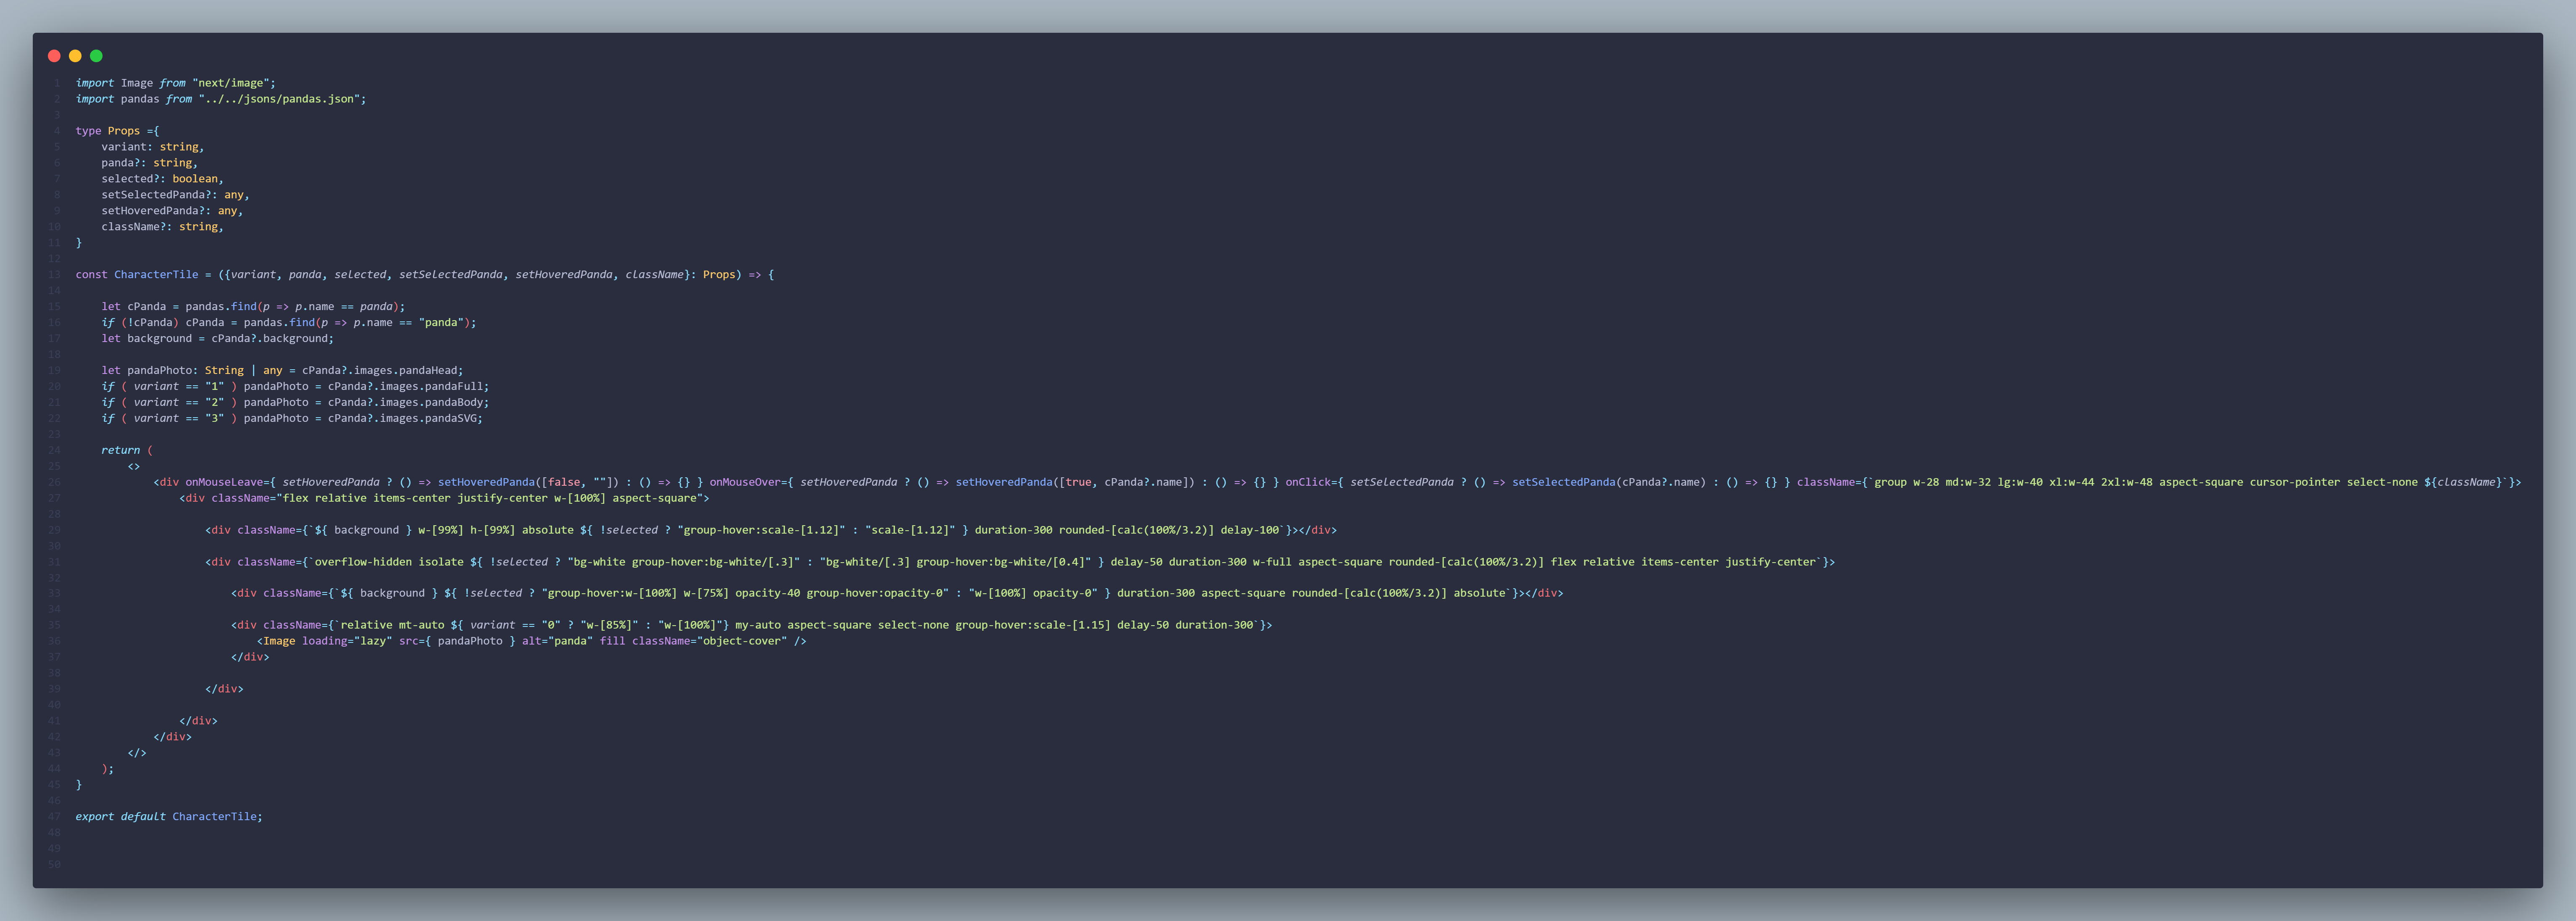 1 import Image from "next/image";
2 import pandas from "../../jsons/pandas.json";
3
4 type Props ={
5     variant: string,
6     panda?: string,
7     selected?: boolean,
8     setSelectedPanda?: any,
9     setHoveredPanda?: any,
10     className?: string,
11 }
12
13 const CharacterTile = ({variant, panda, selected, setSelectedPanda, setHoveredPanda, className}: Props) => {
14
15     let cPanda = pandas.find(p => p.name == panda);
16     if (!cPanda) cPanda = pandas.find(p => p.name == "panda");
17     let background = cPanda?.background;
18
19     let pandaPhoto: String | any = cPanda?.images.pandaHead;
20     if ( variant == "1" ) pandaPhoto = cPanda?.images.pandaFull;
21     if ( variant == "2" ) pandaPhoto = cPanda?.images.pandaBody;
22     if ( variant == "3" ) pandaPhoto = cPanda?.images.pandaSVG;
23
24     return (
25         <>
26             <div onMouseLeave={ setHoveredPanda ? () => setHoveredPanda([false, ""]) : () => {} } onMouseOver={ setHoveredPanda ? () => setHoveredPanda([true, cPanda?.name]) : () => {} } onClick={ setSelectedPanda ? () => setSelectedPanda(cPanda?.name) : () => {} } className={`group w-28 md:w-32 lg:w-40 xl:w-44 2xl:w-48 aspect-square cursor-pointer select-none ${className}`}>
27                 <div className="flex relative items-center justify-center w-[100%] aspect-square">
28
29                     <div className={`${ background } w-[99%] h-[99%] absolute ${ !selected ? "group-hover:scale-[1.12]" : "scale-[1.12]" } duration-300 rounded-[calc(100%/3.2)] delay-100`}></div>
30
31                     <div className={`overflow-hidden isolate ${ !selected ? "bg-white group-hover:bg-white/[.3]" : "bg-white/[.3] group-hover:bg-white/[0.4]" } delay-50 duration-300 w-full aspect-square rounded-[calc(100%/3.2)] flex relative items-center justify-center`}>
32
33                         <div className={`${ background } ${ !selected ? "group-hover:w-[100%] w-[75%] opacity-40 group-hover:opacity-0" : "w-[100%] opacity-0" } duration-300 aspect-square rounded-[calc(100%/3.2)] absolute`}></div>
34
35                         <div className={`relative mt-auto ${ variant == "0" ? "w-[85%]" : "w-[100%]"} my-auto aspect-square select-none group-hover:scale-[1.15] delay-50 duration-300`}>
36                             <Image loading="lazy" src={ pandaPhoto } alt="panda" fill className="object-cover" />
37                         </div>
38
39                     </div>
40
41                 </div>
42             </div>
43         </>
44     );
45 }
46
47 export default CharacterTile;
48
49
50